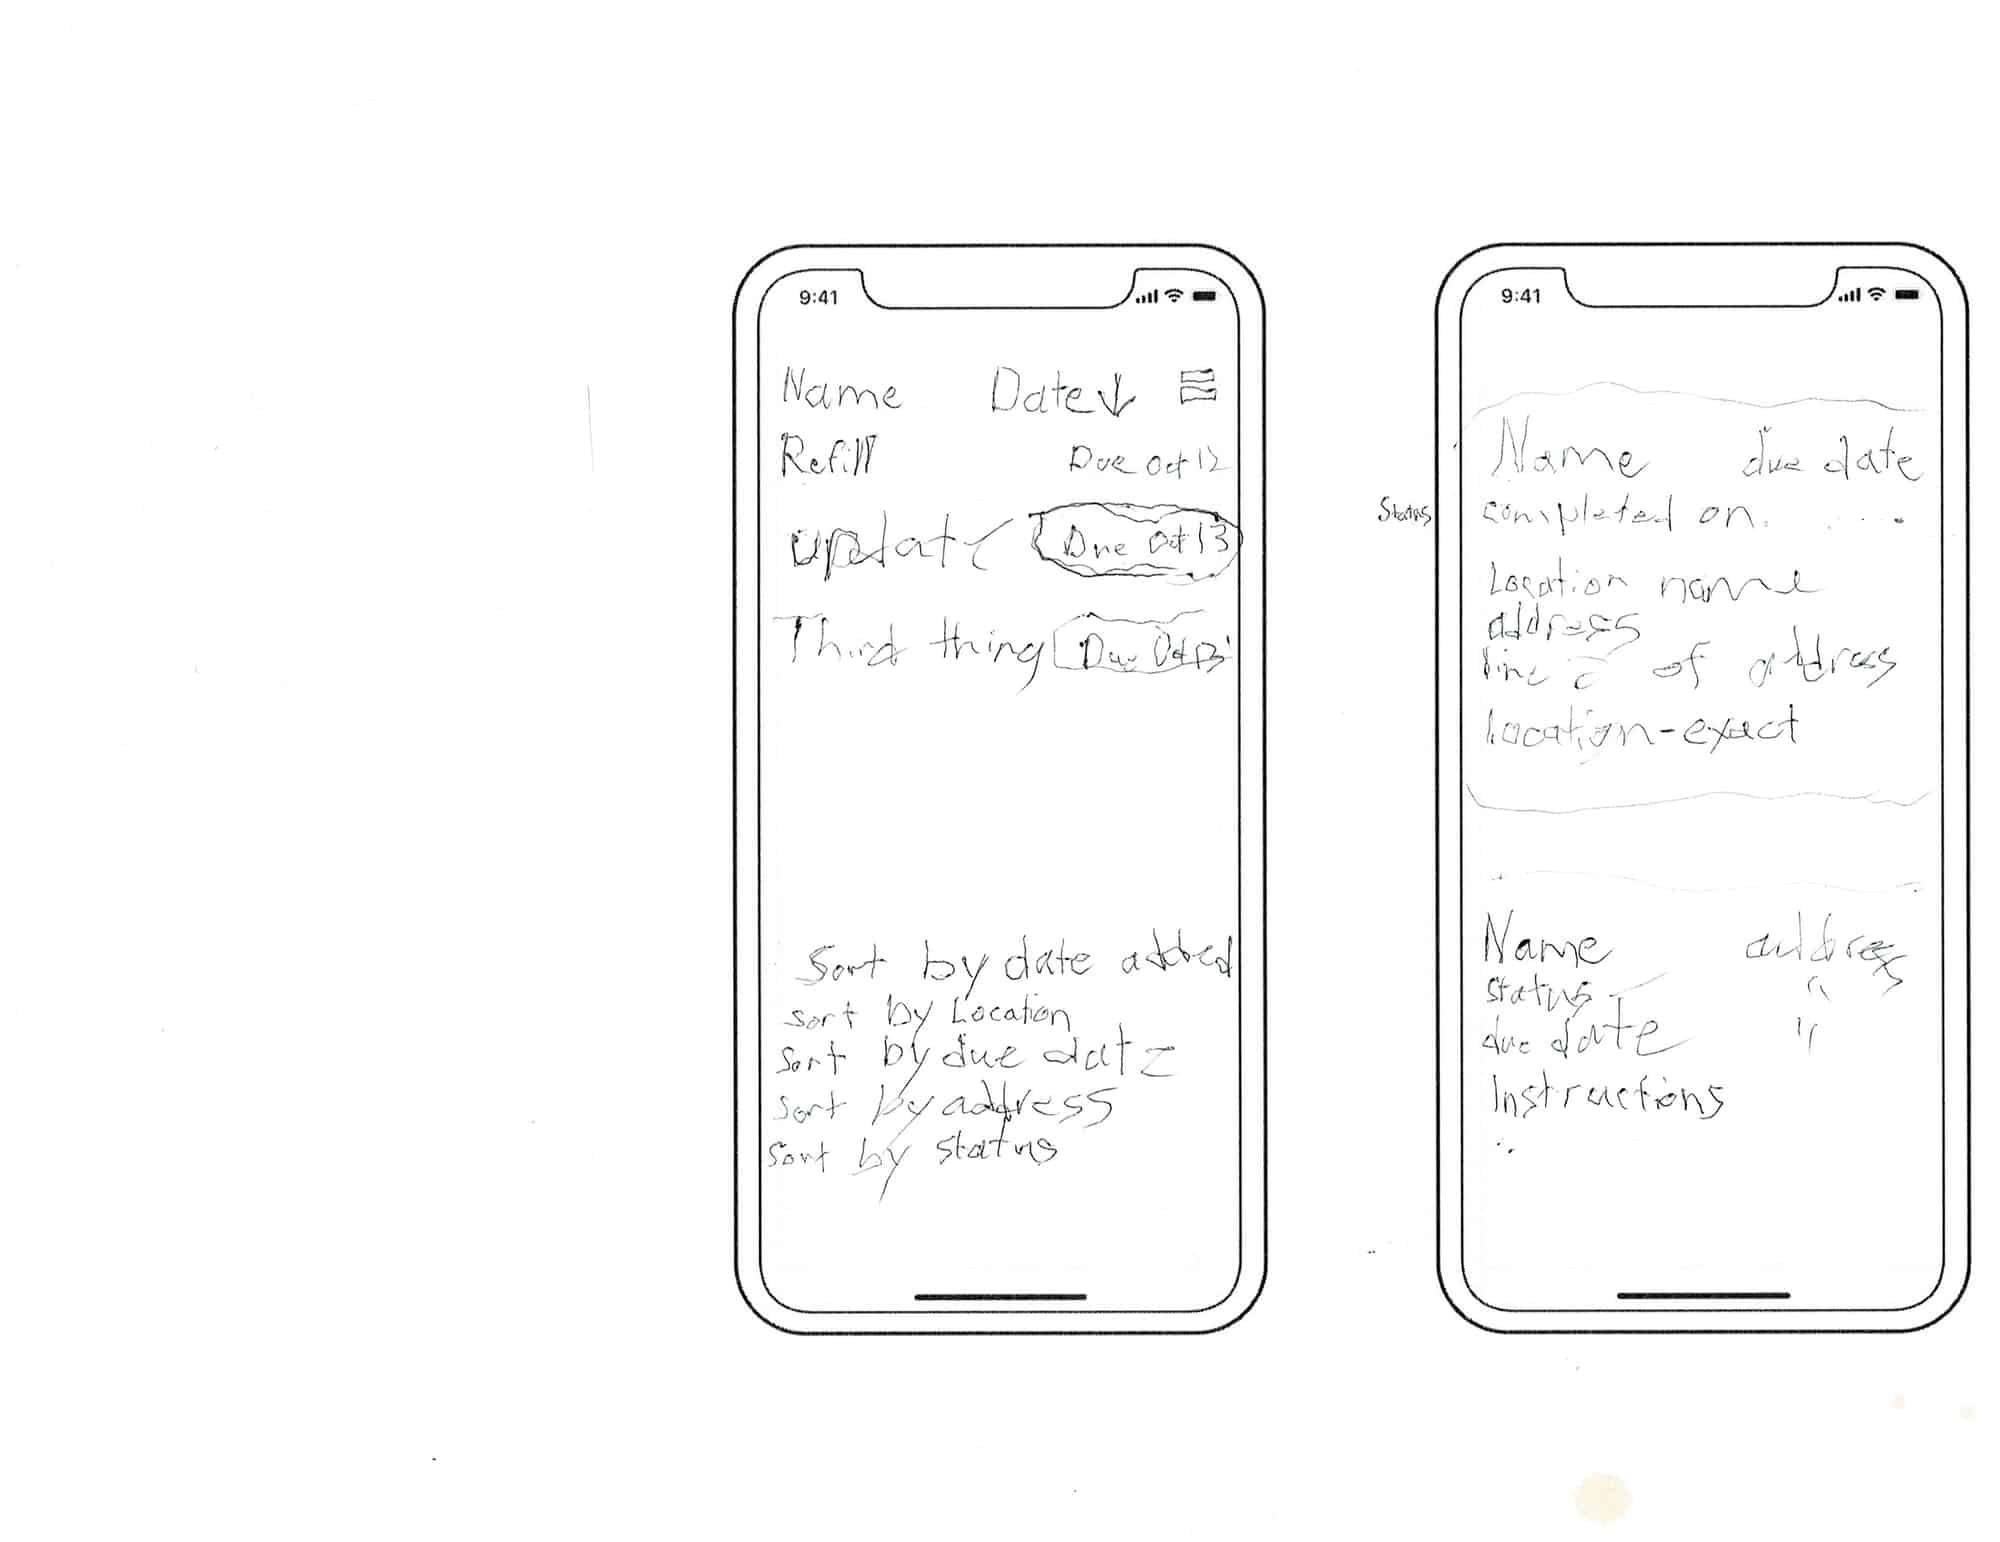 9:41
Name Date↓
Refill Due Oct 12
update Due Oct 13
Third thing Due Oct 13
Sort by date added
Sort by Location
Sort by due date
Sort by address
Sort by status
9:41
Name due date
Status
completed on. ....
Location name
address
line 2 of address
Location-exact
Name address
status "
due date "
Instructions